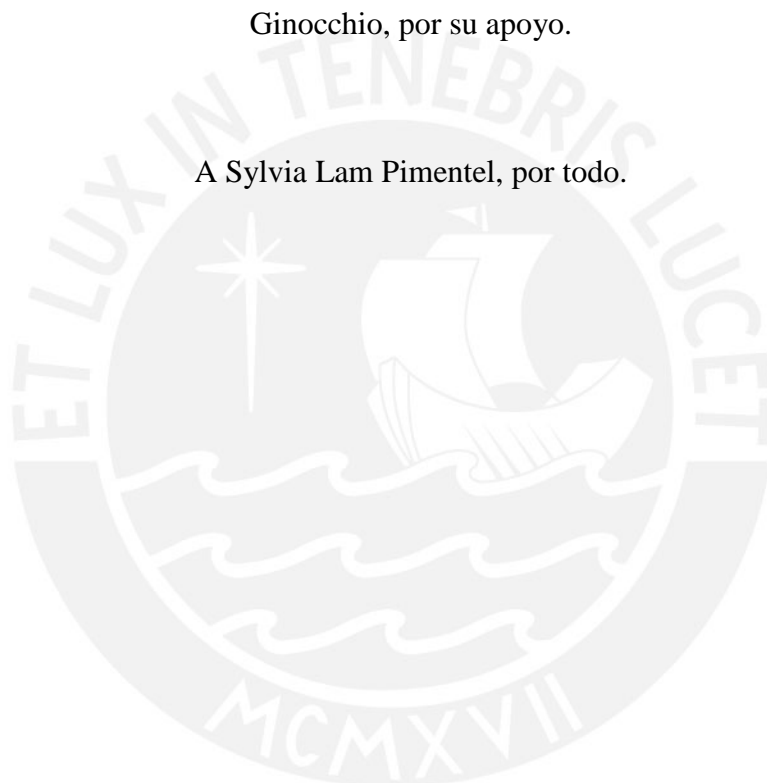 Ginocchio, por su apoyo.
A Sylvia Lam Pimentel, por todo.
ET LUX IN TENEBRIS LUCET
MCMXVII